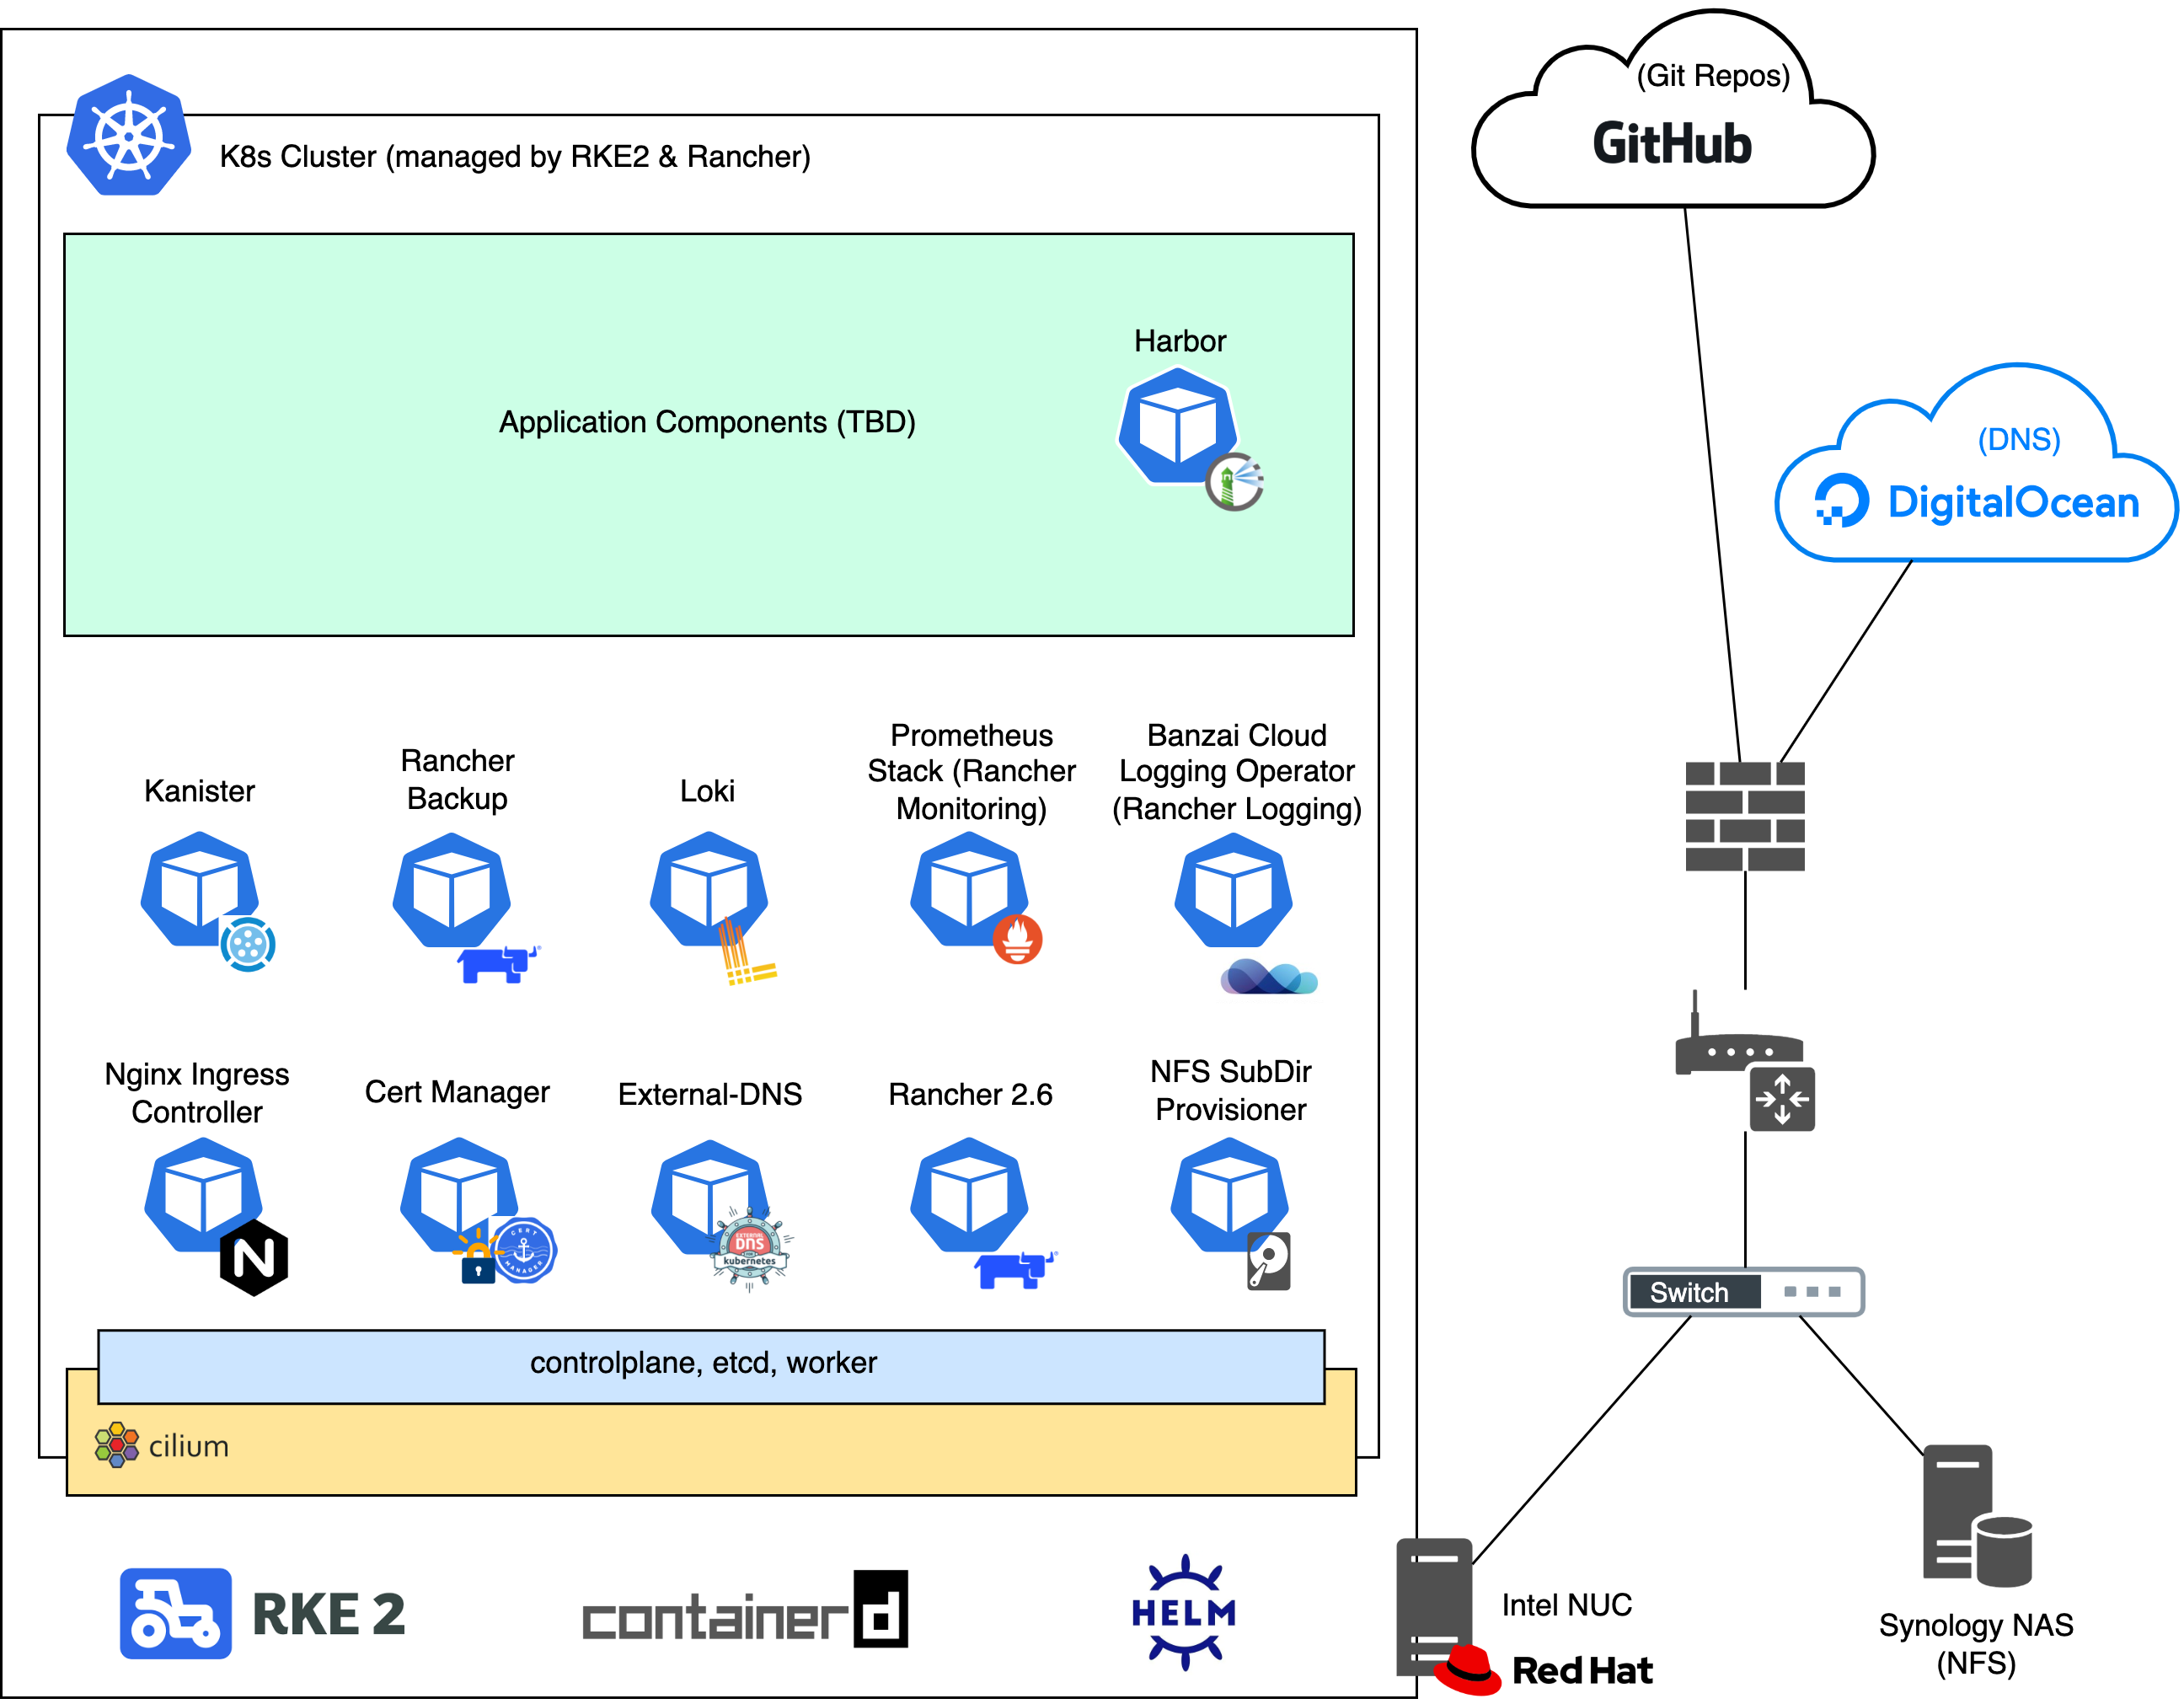 K8s Cluster (managed by RKE2 & Rancher)
Application Components (TBD)
Harbor
Kanister
Rancher
Backup
Loki
Prometheus
Stack (Rancher
Monitoring)
Banzai Cloud
Logging Operator
(Rancher Logging)
Nginx Ingress
Controller
N
Cert Manager
CERT
MANAGER
External-DNS
EXTERNAL
DNS
kubernetes
Rancher 2.6
NFS SubDir
Provisioner
controlplane, etcd, worker
cilium
RKE 2
containerd
HELM
(Git Repos)
GitHub
(DNS)
DigitalOcean
Switch
Intel NUC
Red Hat
Synology NAS
(NFS)